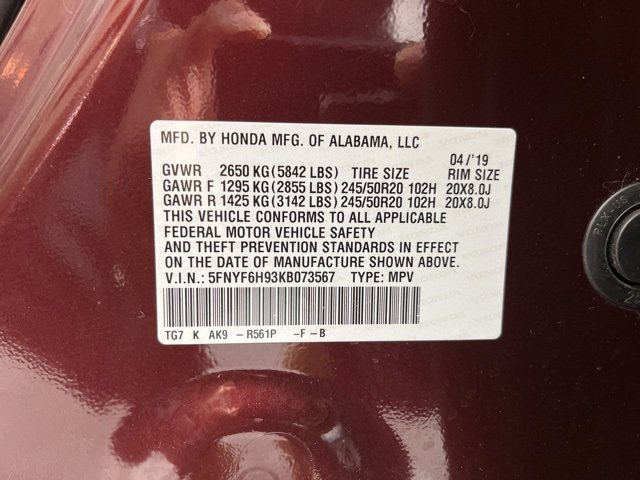 MFD. BY HONDA MFG. OF ALABAMA, LLC
04/'19
GVWR 2650 KG(5842 LBS) TIRE SIZE RIM SIZE
GAWR F 1295 KG(2855 LBS) 245/50R20 102H 20X8.0J
GAWR R 1425 KG(3142 LBS) 245/50R20 102H 20X8.0J
THIS VEHICLE CONFORMS TO ALL APPLICABLE
FEDERAL MOTOR VEHICLE SAFETY
AND THEFT PREVENTION STANDARDS IN EFFECT
ON THE DATE OF MANUFACTURE SHOWN ABOVE.
V.I.N.: 5FNYF6H93KB073567 TYPE: MPV
TG7 K AK9 -R561P -F-B